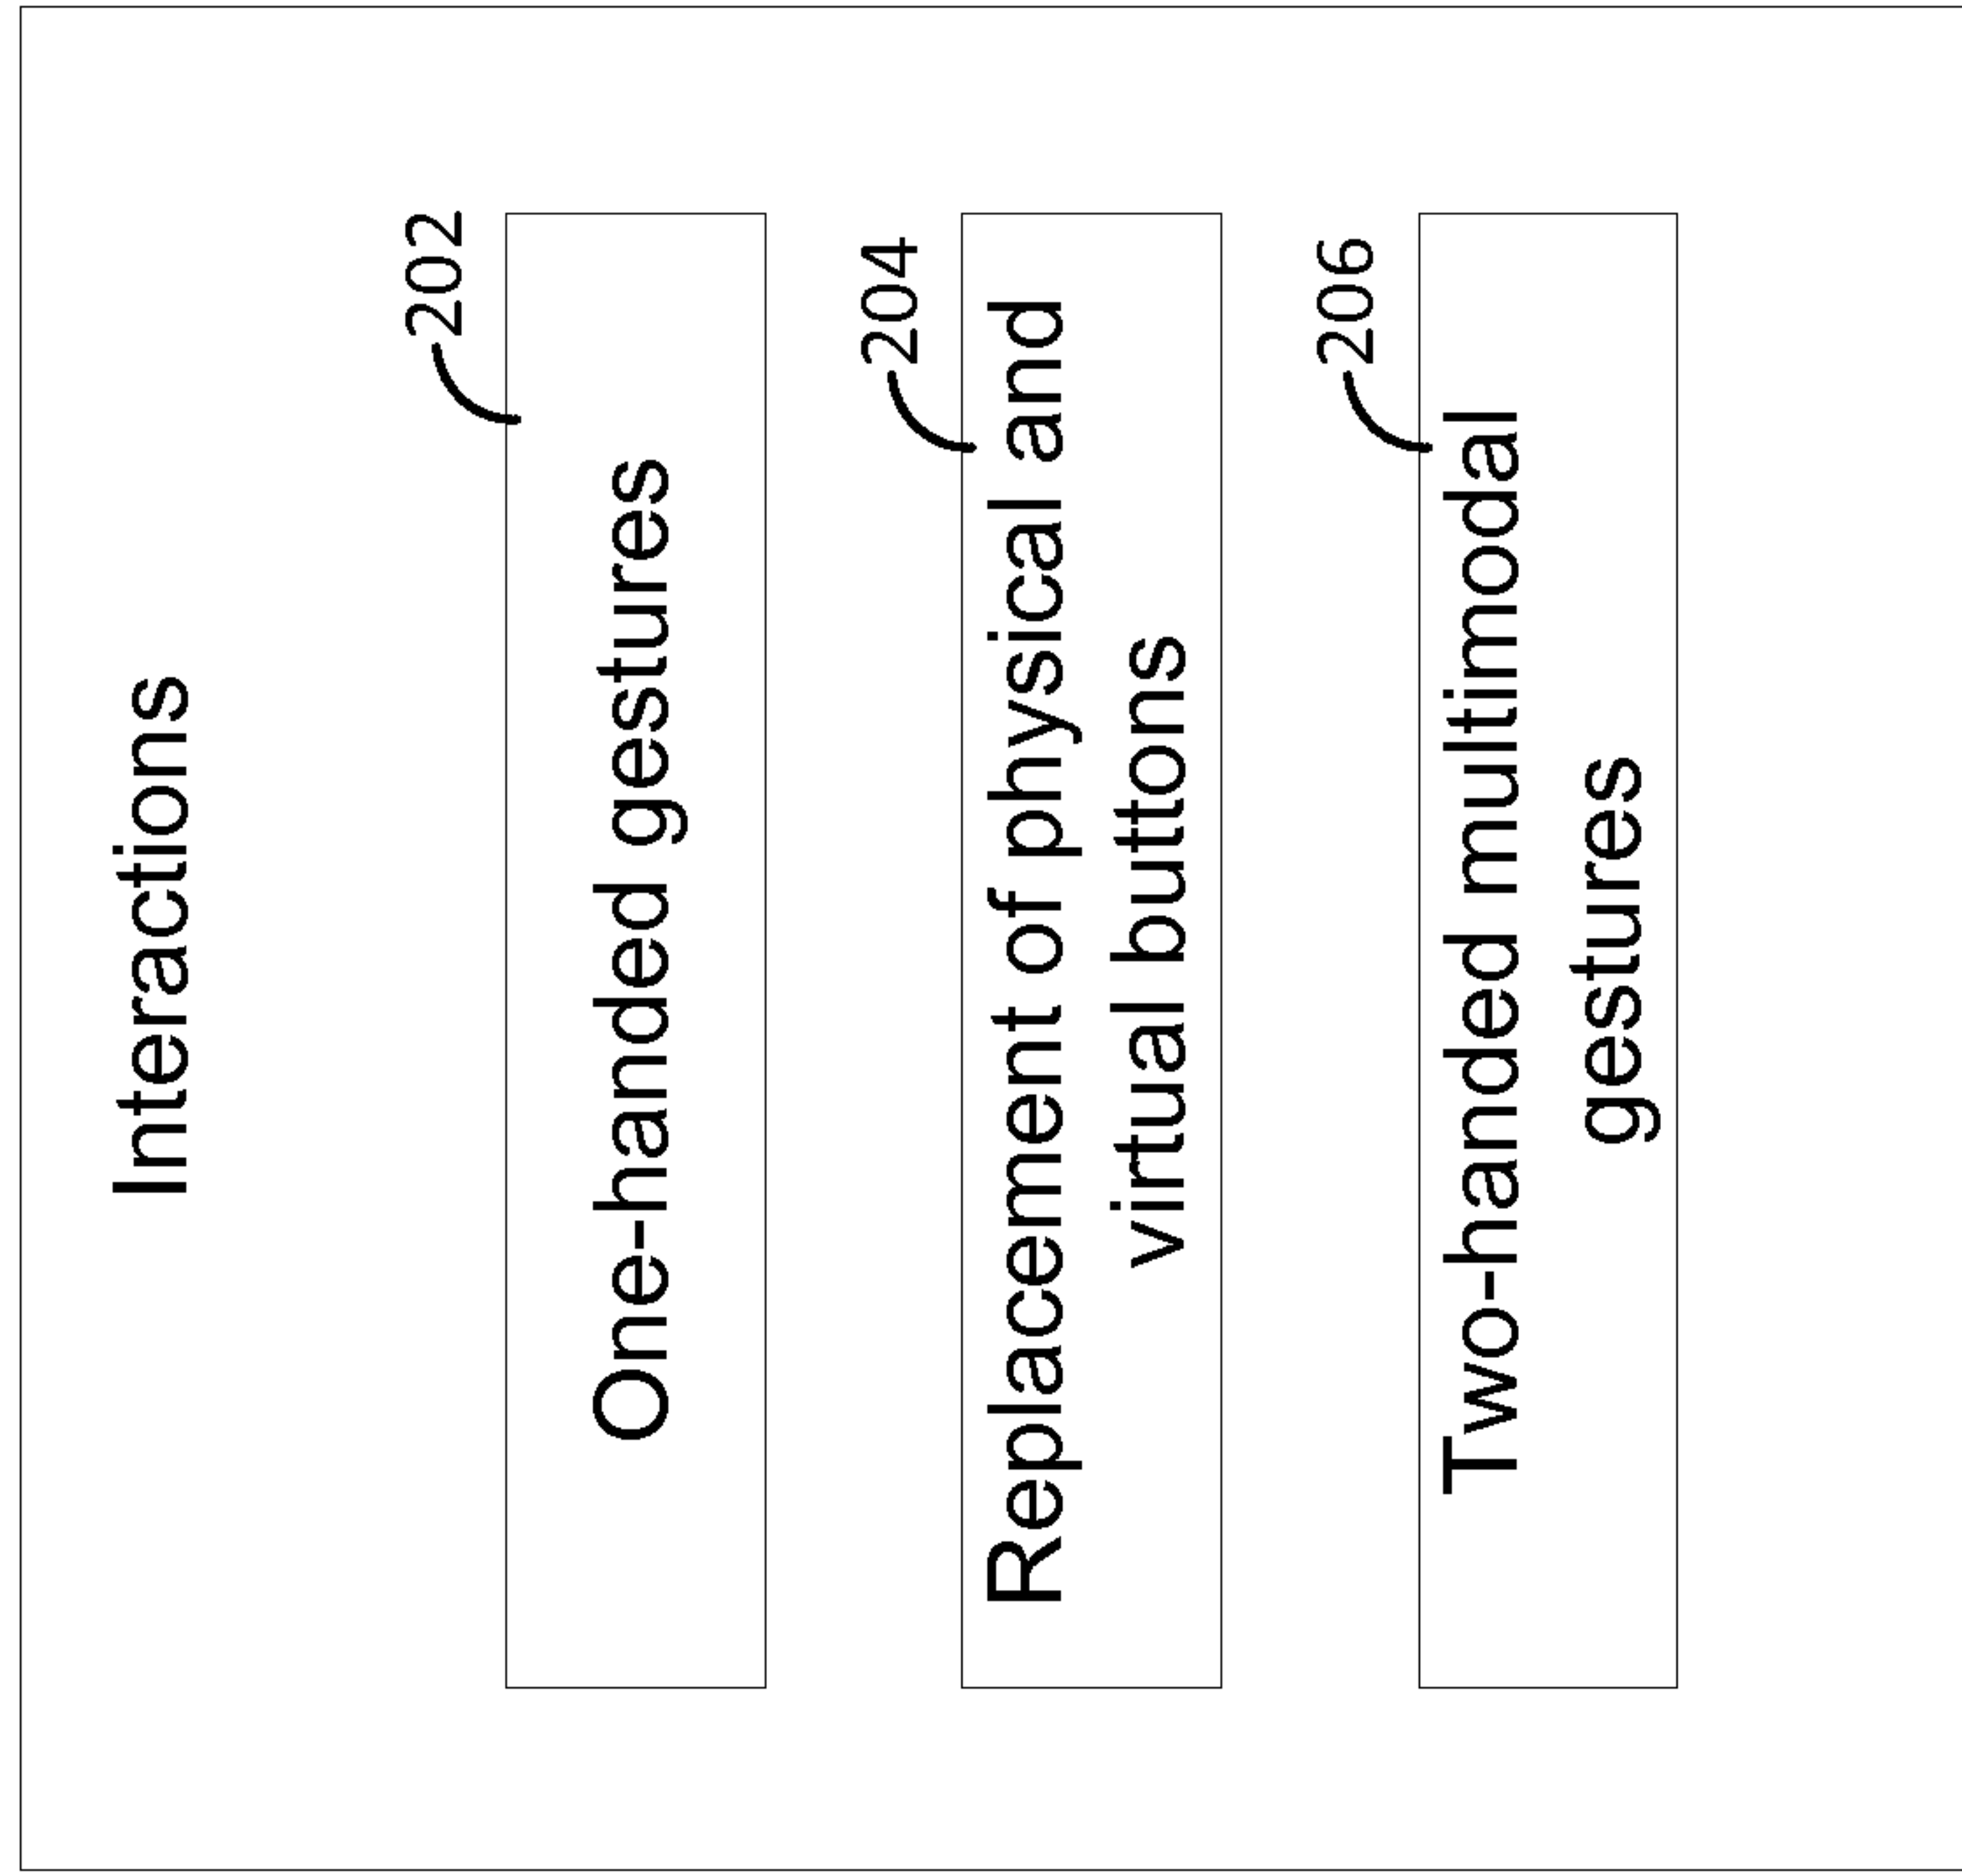 Interactions
202
One-handed gestures
204
Replacement of physical and
virtual buttons
206
Two-handed multimodal
gestures